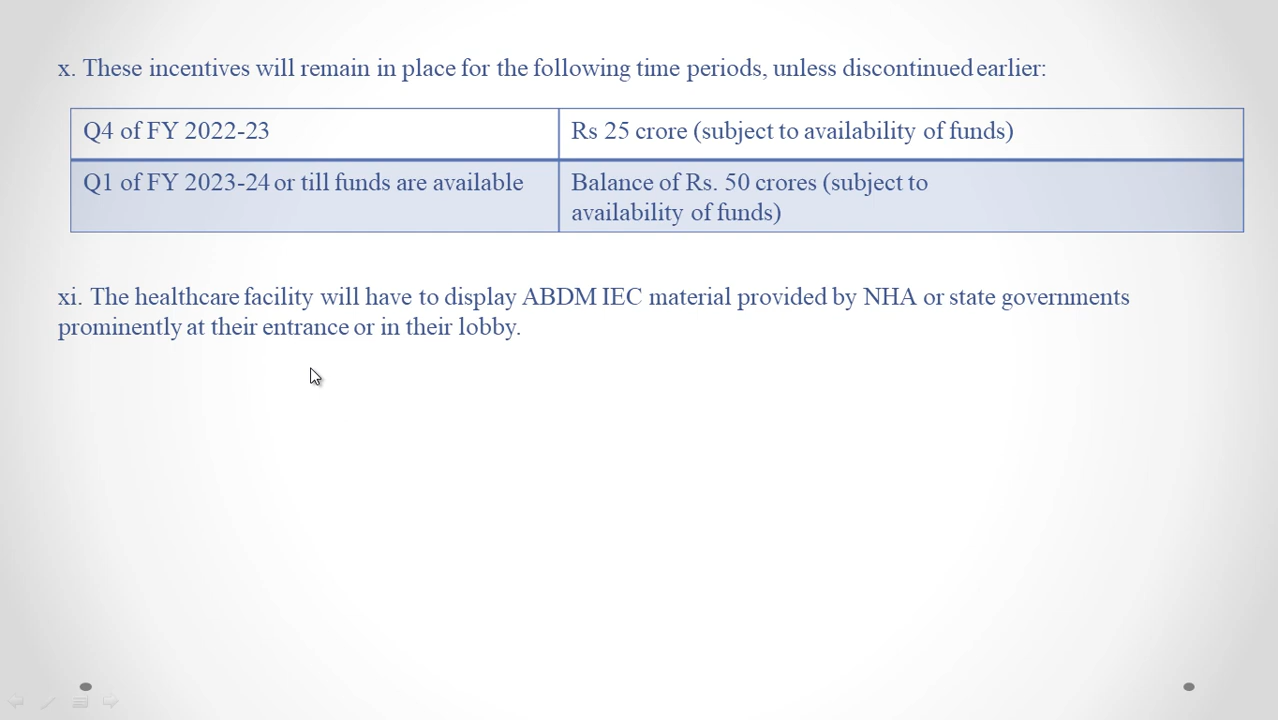 x. These incentives will remain in place for the following time periods, unless discontinued earlier:
Q4 of FY 2022-23
Rs 25 crore (subject to availability of funds)
Q1 of FY 2023-24 or till funds are available
Balance of Rs. 50 crores (subject to
availability of funds)
xi. The healthcare facility will have to display ABDM IEC material provided by NHA or state governments
prominently at their entrance or in their lobby.